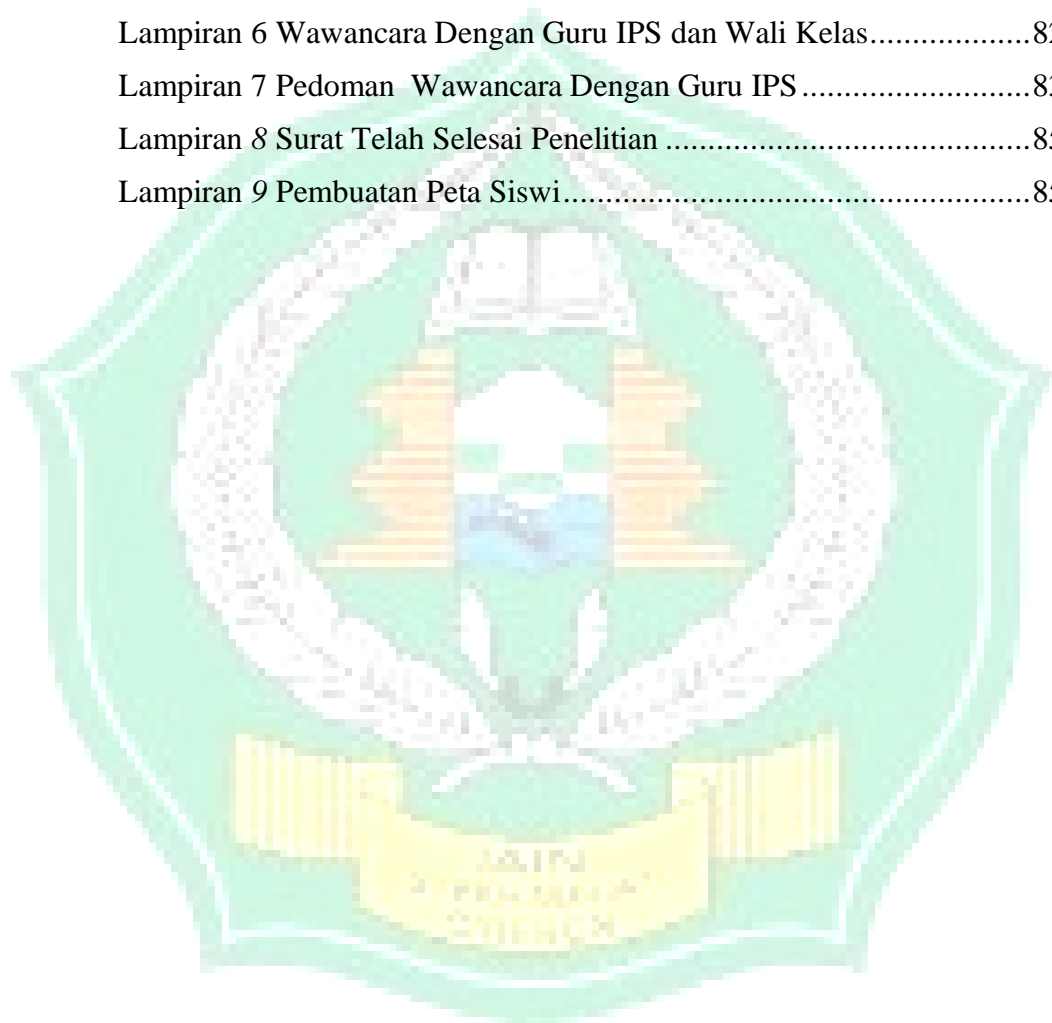 Lampiran 6 Wawancara Dengan Guru IPS dan Wali Kelas...................8
Lampiran 7 Pedoman  Wawancara Dengan Guru IPS...........................8
Lampiran 8 Surat Telah Selesai Penelitian ...........................................8
Lampiran 9 Pembuatan Peta Siswi.......................................................8